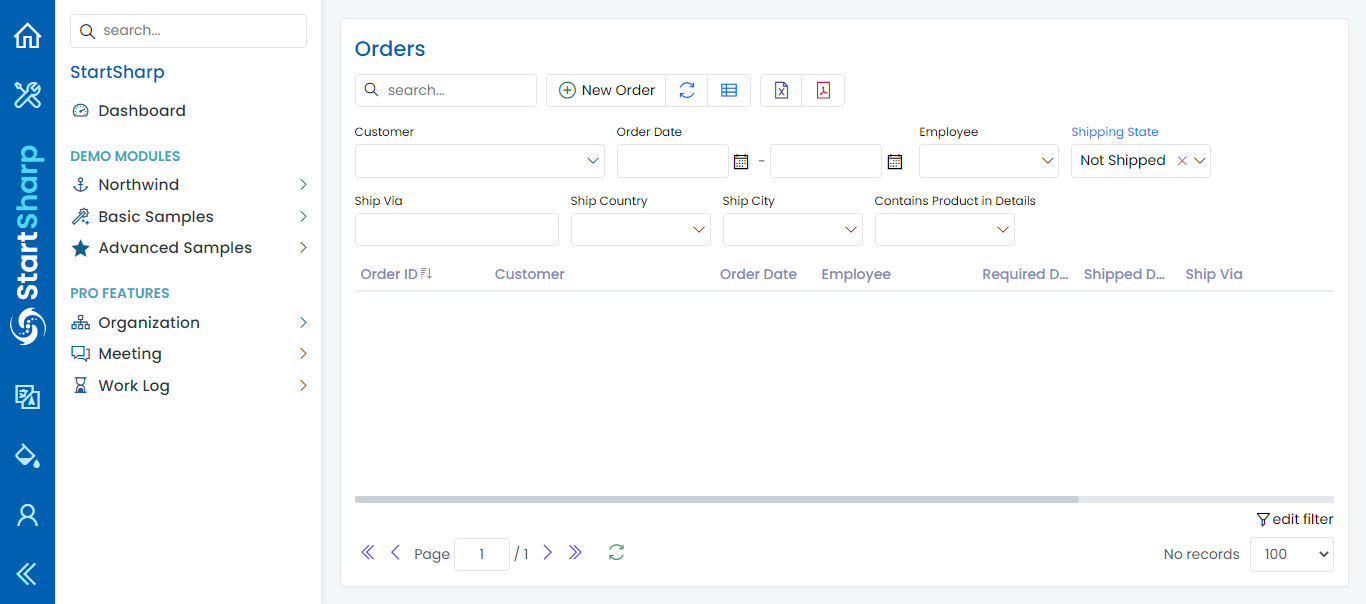 StartSharp
search...
StartSharp
Dashboard
DEMO MODULES
Northwind
Basic Samples
Advanced Samples
PRO FEATURES
Organization
Meeting
Work Log
Orders
search...
New Order
Customer
Order Date
-
Employee
Shipping State
Not Shipped
Ship Via
Ship Country
Ship City
Contains Product in Details
Order ID Customer Order Date Employee Required D... Shipped D... Ship Via
edit filter
Page 1 / 1
No records 100